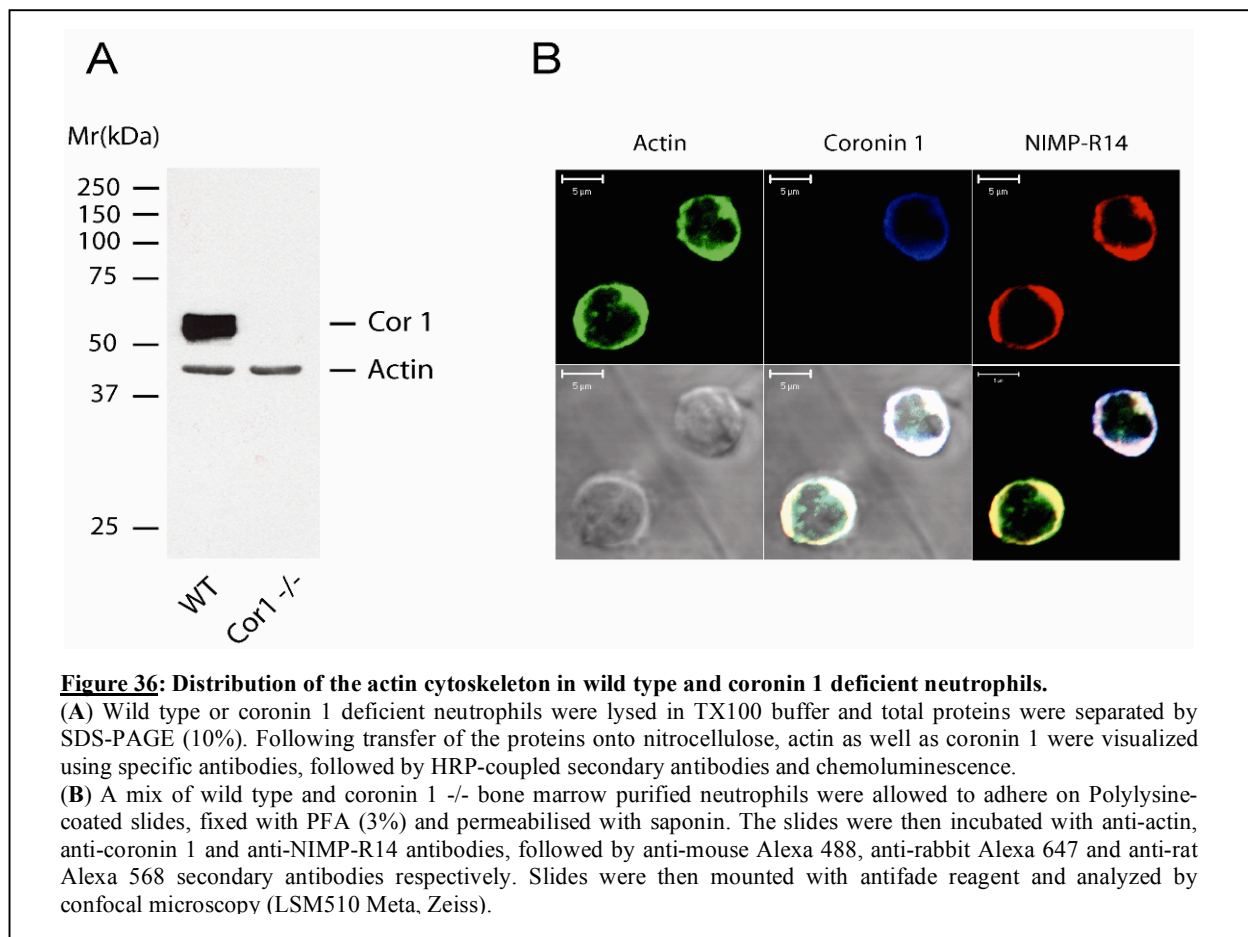 A
B
Mr(kDa)
250
150
100
75
50
37
25
Cor 1
Actin
WT
Cor1 -/-
Actin
Coronin 1
NIMP-R14
5 µm
5 µm
5 µm
5 µm
5 µm
Figure 36: Distribution of the actin cytoskeleton in wild type and coronin 1 deficient neutrophils.
(A) Wild type or coronin 1 deficient neutrophils were lysed in TX100 buffer and total proteins were separated by
SDS-PAGE (10%). Following transfer of the proteins onto nitrocellulose, actin as well as coronin 1 were visualized
using specific antibodies, followed by HRP-coupled secondary antibodies and chemoluminescence.
(B) A mix of wild type and coronin 1 -/- bone marrow purified neutrophils were allowed to adhere on Polylysine-
coated slides, fixed with PFA (3%) and permeabilised with saponin. The slides were then incubated with anti-actin,
anti-coronin 1 and anti-NIMP-R14 antibodies, followed by anti-mouse Alexa 488, anti-rabbit Alexa 647 and anti-rat
Alexa 568 secondary antibodies respectively. Slides were then mounted with antifade reagent and analyzed by
confocal microscopy (LSM510 Meta, Zeiss).